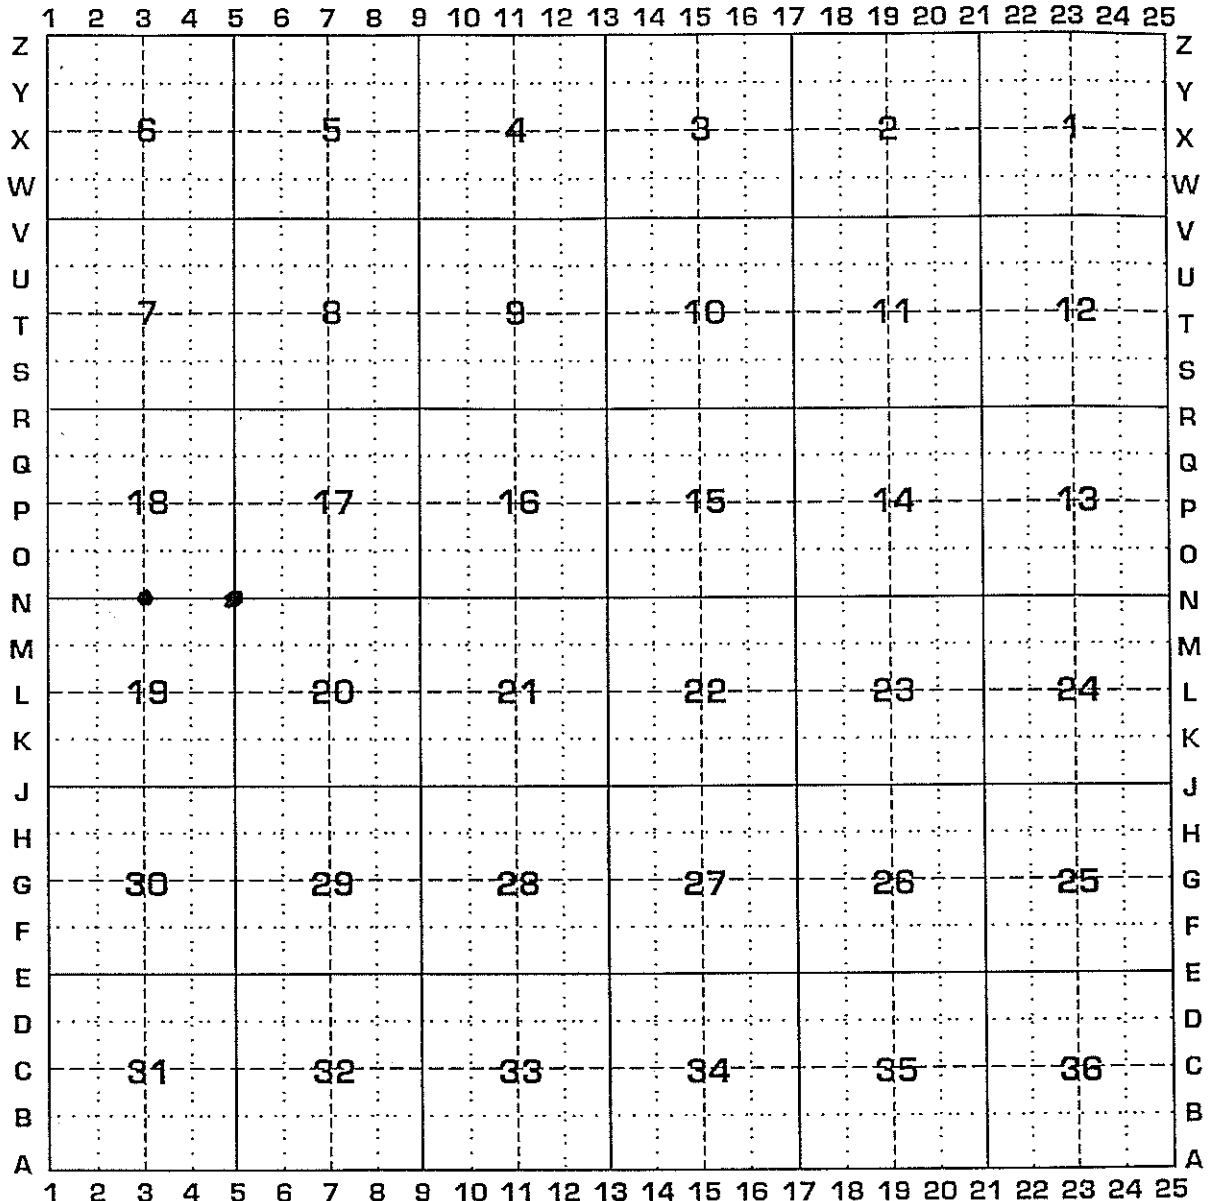 1 2 3 4 5 6 7 8 9 10 11 12 13 14 15 16 17 18 19 20 21 22 23 24 25
Z Z
Y Y
X 6 5 4 3 2 1 X
W W
V V
U U
T 7 8 9 10 11 12 T
S S
R R
Q Q
P 18 17 16 15 14 13 P
O O
N N
M M
L 19 20 21 22 23 24 L
K K
J J
H H
G 30 29 28 27 26 25 G
F F
E E
D D
C 31 32 33 34 35 36 C
B B
A A
1 2 3 4 5 6 7 8 9 10 11 12 13 14 15 16 17 18 19 20 21 22 23 24 25